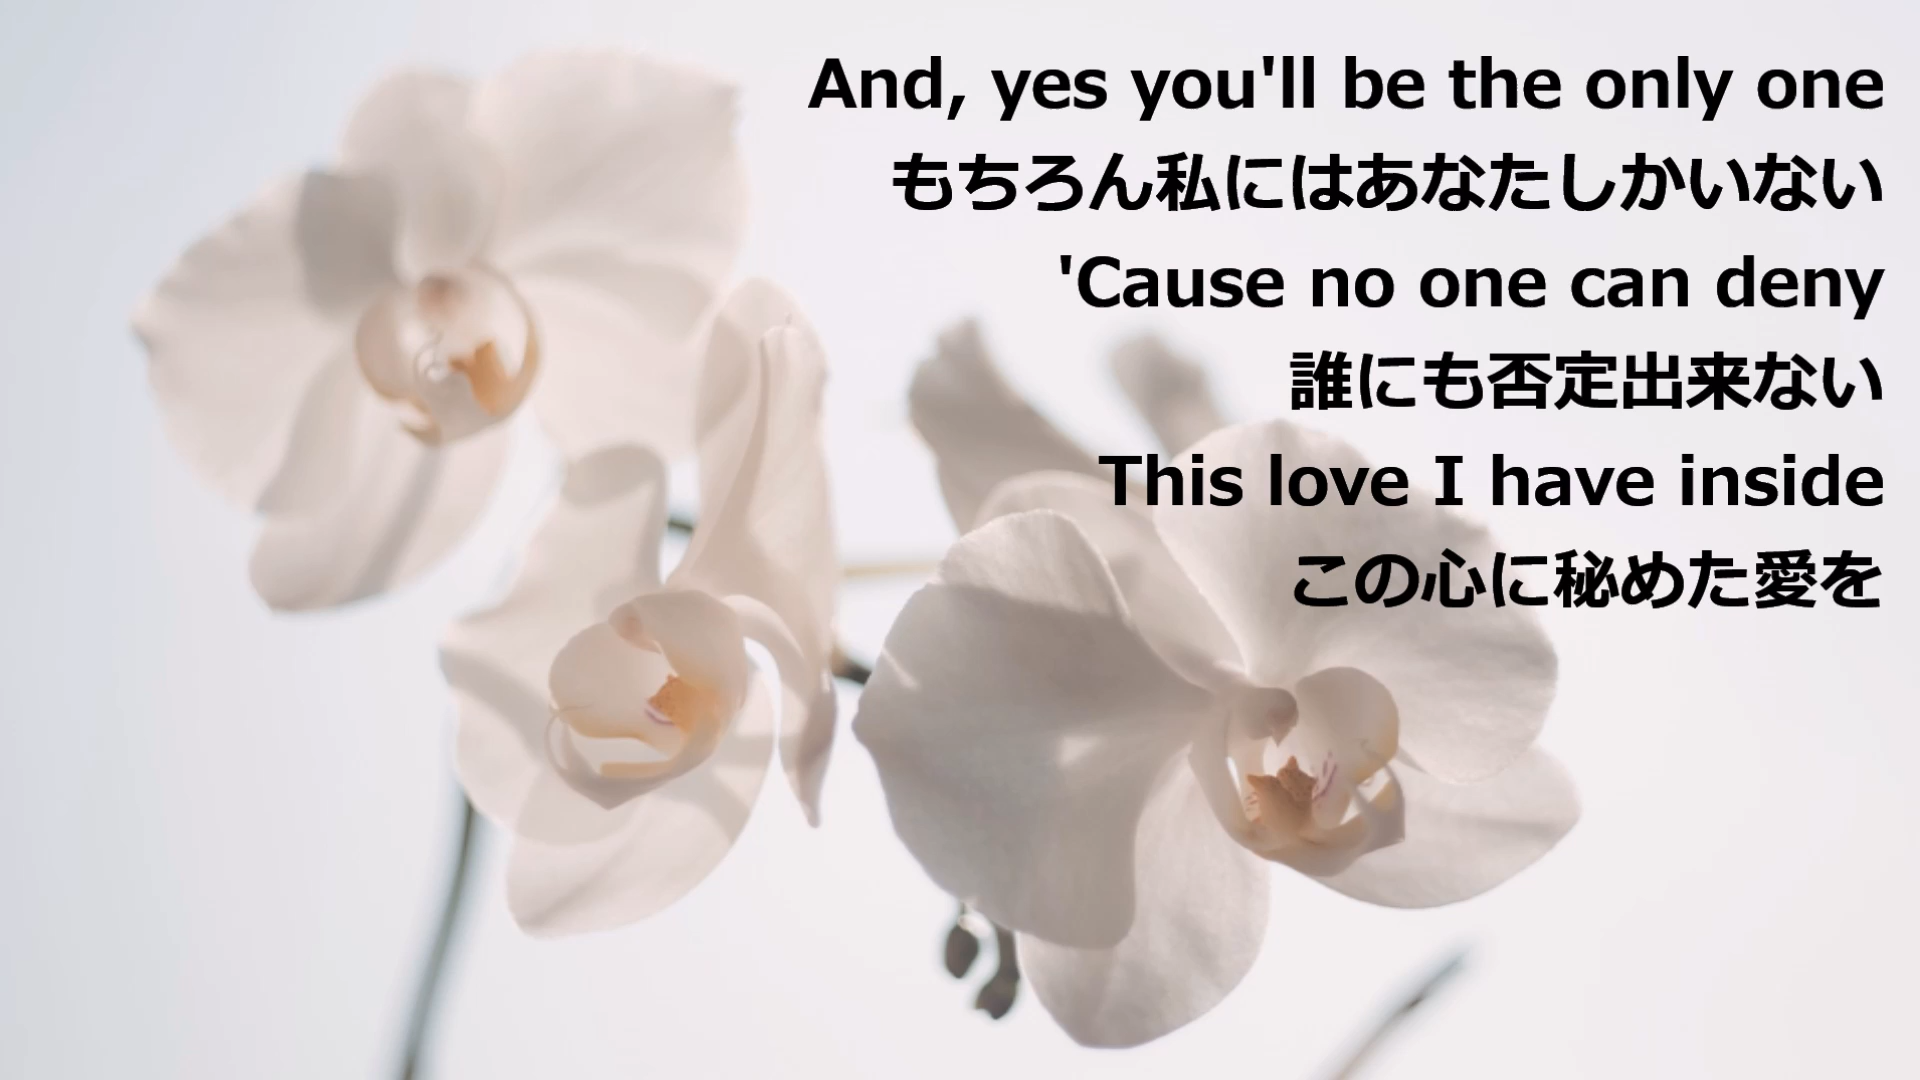 And, yes you'll be the only one
もちろん私にはあなたしかいない
'Cause no one can deny
誰にも否定出来ない
This love I have inside
この心に秘めた愛を